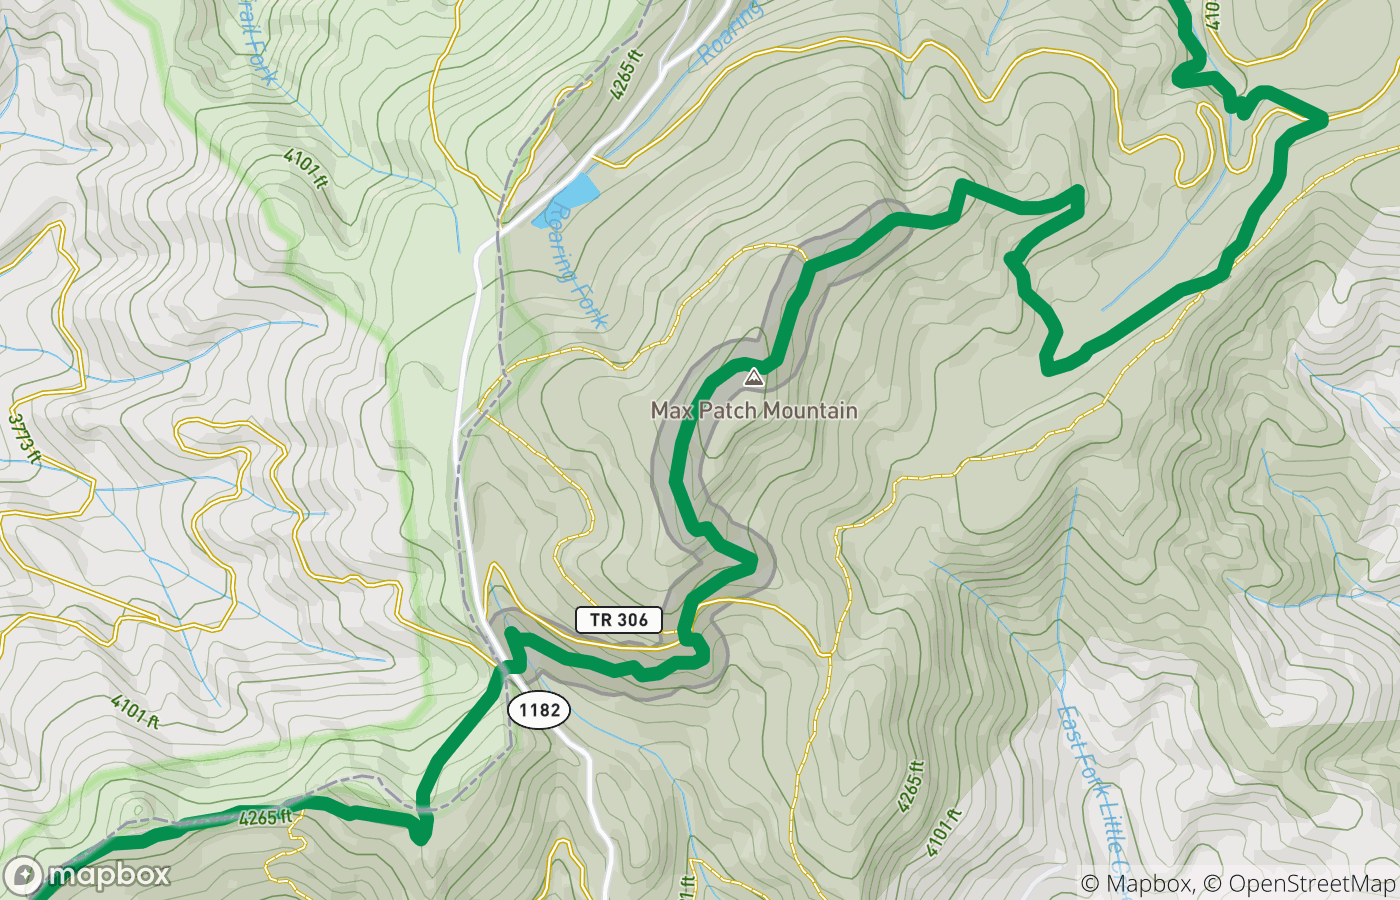 Roaring
4265 ft
4101 ft
Roaring Fork
3773 ft
Max Patch Mountain
TR 306
1182
4101 ft
4265 ft
4265 ft
4101 ft
East Fork Little C
mapbox
© Mapbox, © OpenStreetMap